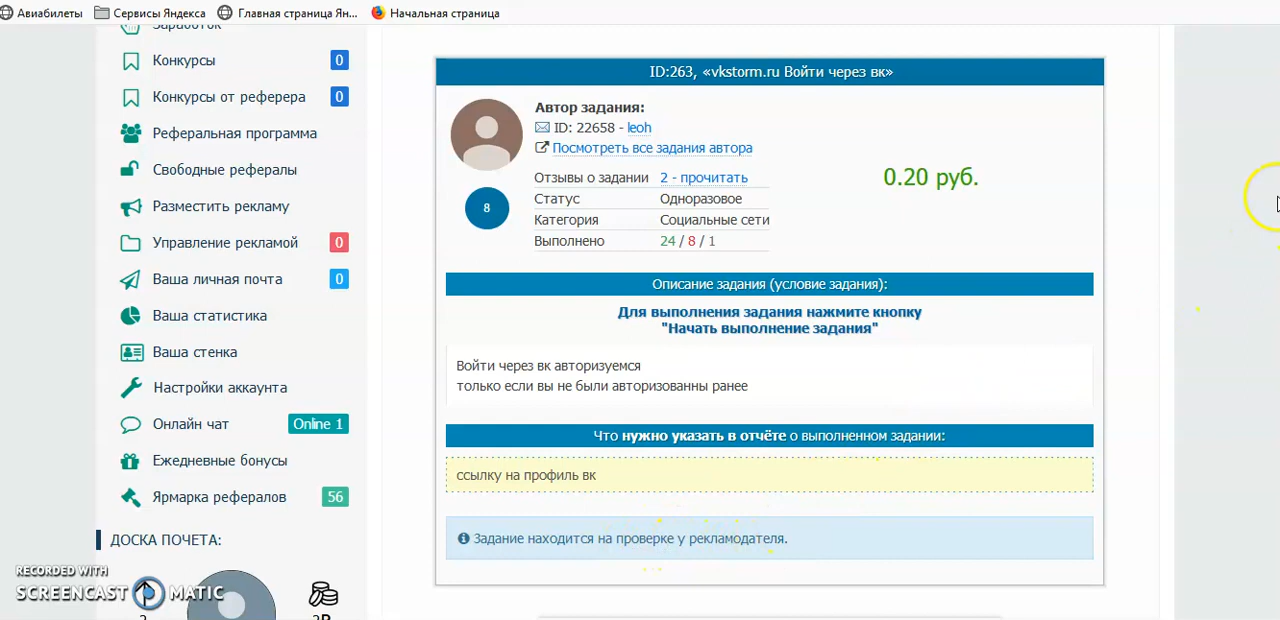 Авиабилеты
Сервисы Яндекса
Главная страница Ян...
Начальная страница
Заработок
Конкурсы 0
Конкурсы от реферера 0
Реферальная программа
Свободные рефералы
Разместить рекламу
Управление рекламой 0
Ваша личная почта 0
Ваша статистика
Ваша стенка
Настройки аккаунта
Онлайн чат Online 1
Ежедневные бонусы
Ярмарка рефералов 56
ДОСКА ПОЧЕТА:
RECORDED WITH
SCREENCAST MATIC
ID:263, «vkstorm.ru Войти через вк»
8
Автор задания:
ID: 22658 - leoh
Посмотреть все задания автора
Отзывы о задании 2 - прочитать
Статус Одноразовое
Категория Социальные сети
Выполнено 24 / 8 / 1
0.20 руб.
Описание задания (условие задания):
Для выполнения задания нажмите кнопку
"Начать выполнение задания"
Войти через вк авторизуемся
только если вы не были авторизованны ранее
Что нужно указать в отчёте о выполненном задании:
ссылку на профиль вк
Задание находится на проверке у рекламодателя.